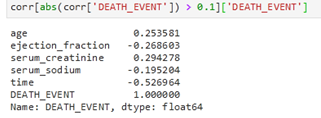 corr[abs(corr['DEATH_EVENT']) > 0.1]['DEATH_EVENT']
age 0.253581
ejection_fraction -0.268603
serum_creatinine 0.294278
serum_sodium -0.195204
time -0.526964
DEATH_EVENT 1.000000
Name: DEATH_EVENT, dtype: float64